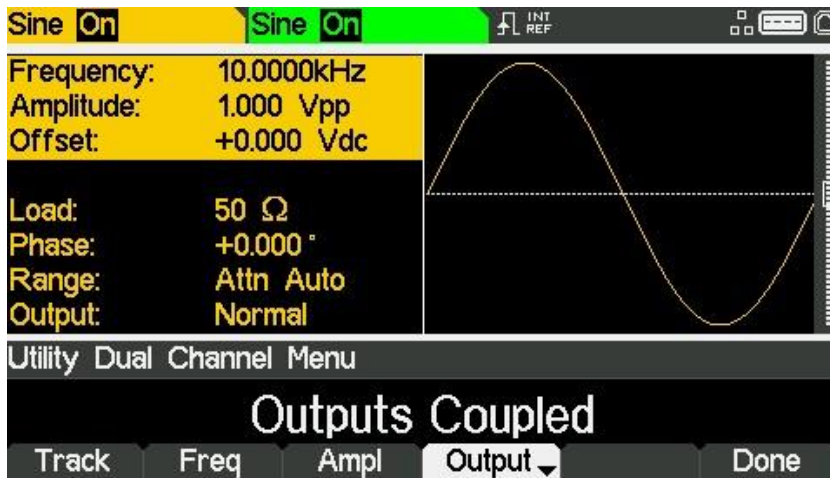 Sine On Sine On INT REF
Frequency: 10.0000kHz
Amplitude: 1.000 Vpp
Offset: +0.000 Vdc
Load: 50 Ω
Phase: +0.000 °
Range: Attn Auto
Output: Normal
Utility Dual Channel Menu
Outputs Coupled
Track Freq Ampl Output Done